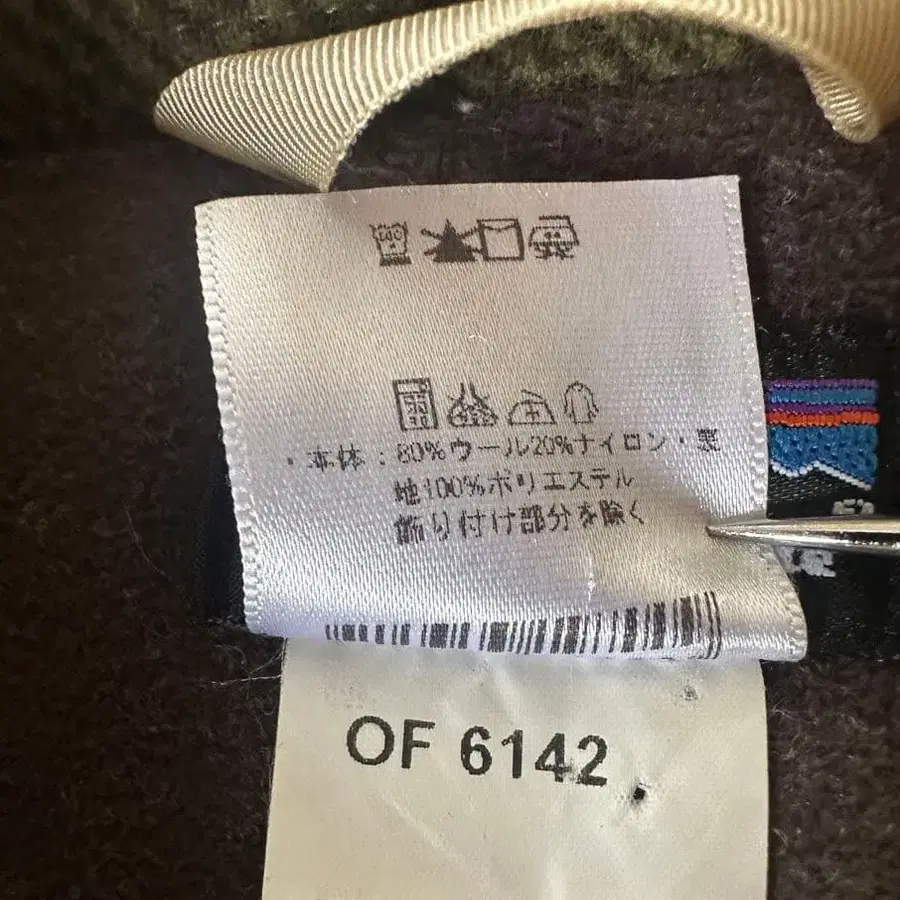 ・本体:80%ウール20%ナイロン・裏
地100%ポリエステル
飾り付け部分を除く
OF 6142